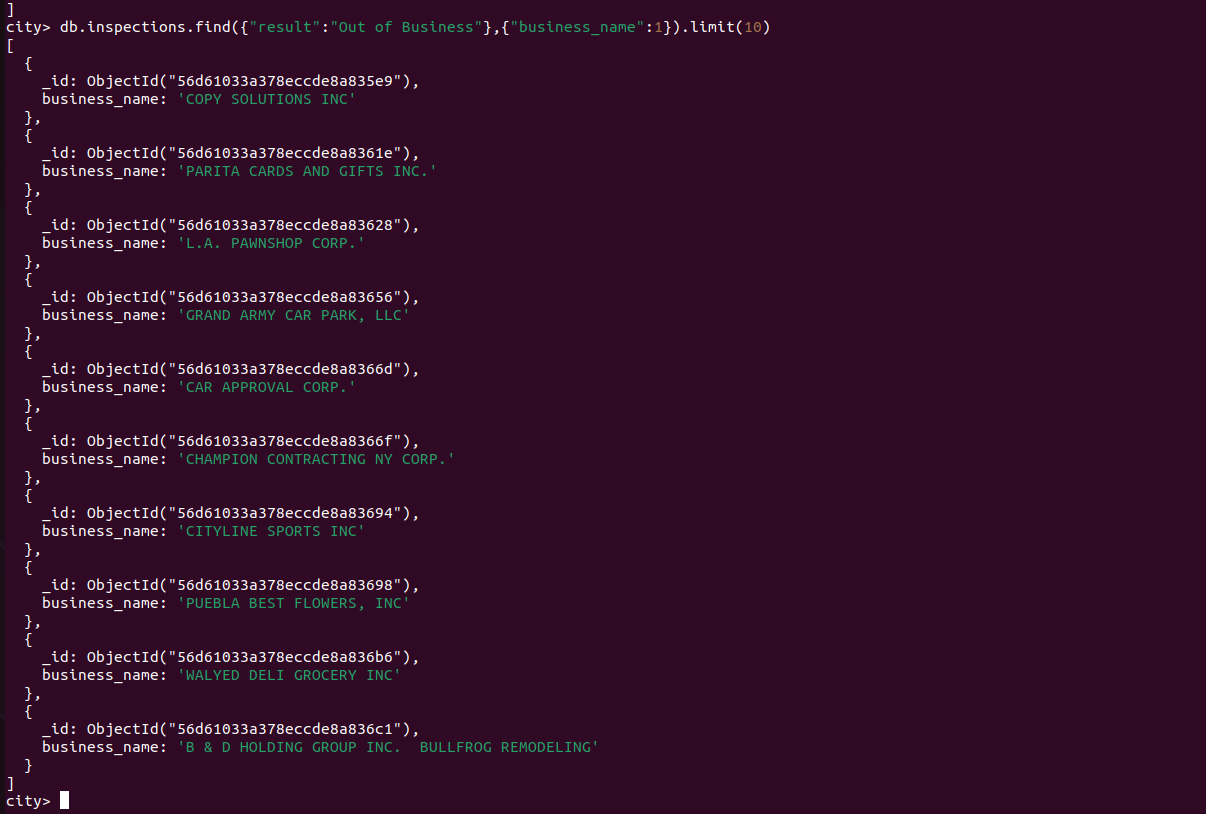 ]
city> db.inspections.find({"result":"Out of Business"},{"business_name":1}).limit(10)
[
  {
    _id: ObjectId("56d61033a378eccde8a835e9"),
    business_name: 'COPY SOLUTIONS INC'
  },
  {
    _id: ObjectId("56d61033a378eccde8a8361e"),
    business_name: 'PARITA CARDS AND GIFTS INC.'
  },
  {
    _id: ObjectId("56d61033a378eccde8a83628"),
    business_name: 'L.A. PAWNSHOP CORP.'
  },
  {
    _id: ObjectId("56d61033a378eccde8a83656"),
    business_name: 'GRAND ARMY CAR PARK, LLC'
  },
  {
    _id: ObjectId("56d61033a378eccde8a8366d"),
    business_name: 'CAR APPROVAL CORP.'
  },
  {
    _id: ObjectId("56d61033a378eccde8a8366f"),
    business_name: 'CHAMPION CONTRACTING NY CORP.'
  },
  {
    _id: ObjectId("56d61033a378eccde8a83694"),
    business_name: 'CITYLINE SPORTS INC'
  },
  {
    _id: ObjectId("56d61033a378eccde8a83698"),
    business_name: 'PUEBLA BEST FLOWERS, INC'
  },
  {
    _id: ObjectId("56d61033a378eccde8a836b6"),
    business_name: 'WALYED DELI GROCERY INC'
  },
  {
    _id: ObjectId("56d61033a378eccde8a836c1"),
    business_name: 'B & D HOLDING GROUP INC.  BULLFROG REMODELING'
  }
]
city>